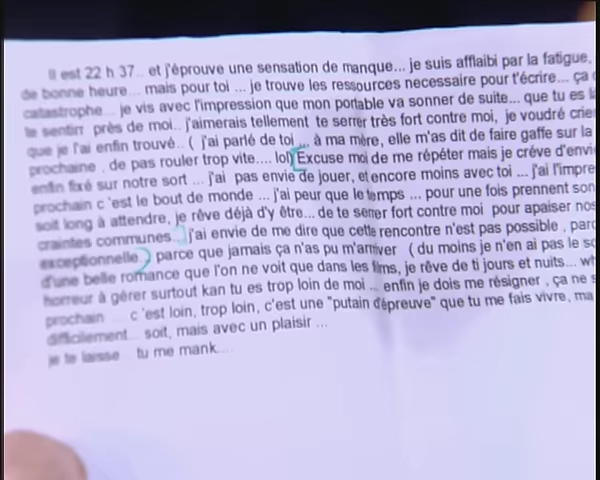 Il est 22 h 37... et j'éprouve une sensation de manque... je suis affaibi par la fatigue,
de bonne heure... mais pour toi ... je trouve les ressources necessaire pour t'écrire... ça
catastrophe... je vis avec l'impression que mon portable va sonner de suite... que tu es
te sentirr près de moi.. j'aimerais tellement te serrer très fort contre moi, je voudré
que je l'ai enfin trouvé.. ( j'ai parlé de toi ... à ma mère, elle m'as dit de faire gaffe sur la
prochaine , de pas rouler trop vite.... lol) Excuse moi de me répéter mais je créve d'envi
enfin fixé sur notre sort ... j'ai pas envie de jouer, et encore moins avec toi ... j'ai l'impre
prochain c 'est le bout de monde ... j'ai peur que le temps ... pour une fois prennent son
soit long à attendre, je rêve déjà d'y être... de te serrer fort contre moi pour apaiser nos
craintes communes... j'ai envie de me dire que cette rencontre n'est pas possible , parc
exceptionnelle ) parce que jamais ça n'as pu m'arriver ( du moins je n'en ai pas le
d'une belle romance que l'on ne voit que dans les films, je rêve de ti jours et nuits...
horreur à gérer surtout kan tu es trop loin de moi ... enfin je dois me résigner , ça ne
prochain .... c 'est loin, trop loin, c'est une "putain d'épreuve" que tu me fais vivre, ma
difficilement... soit, mais avec un plaisir ...
je te laisse tu me mank....